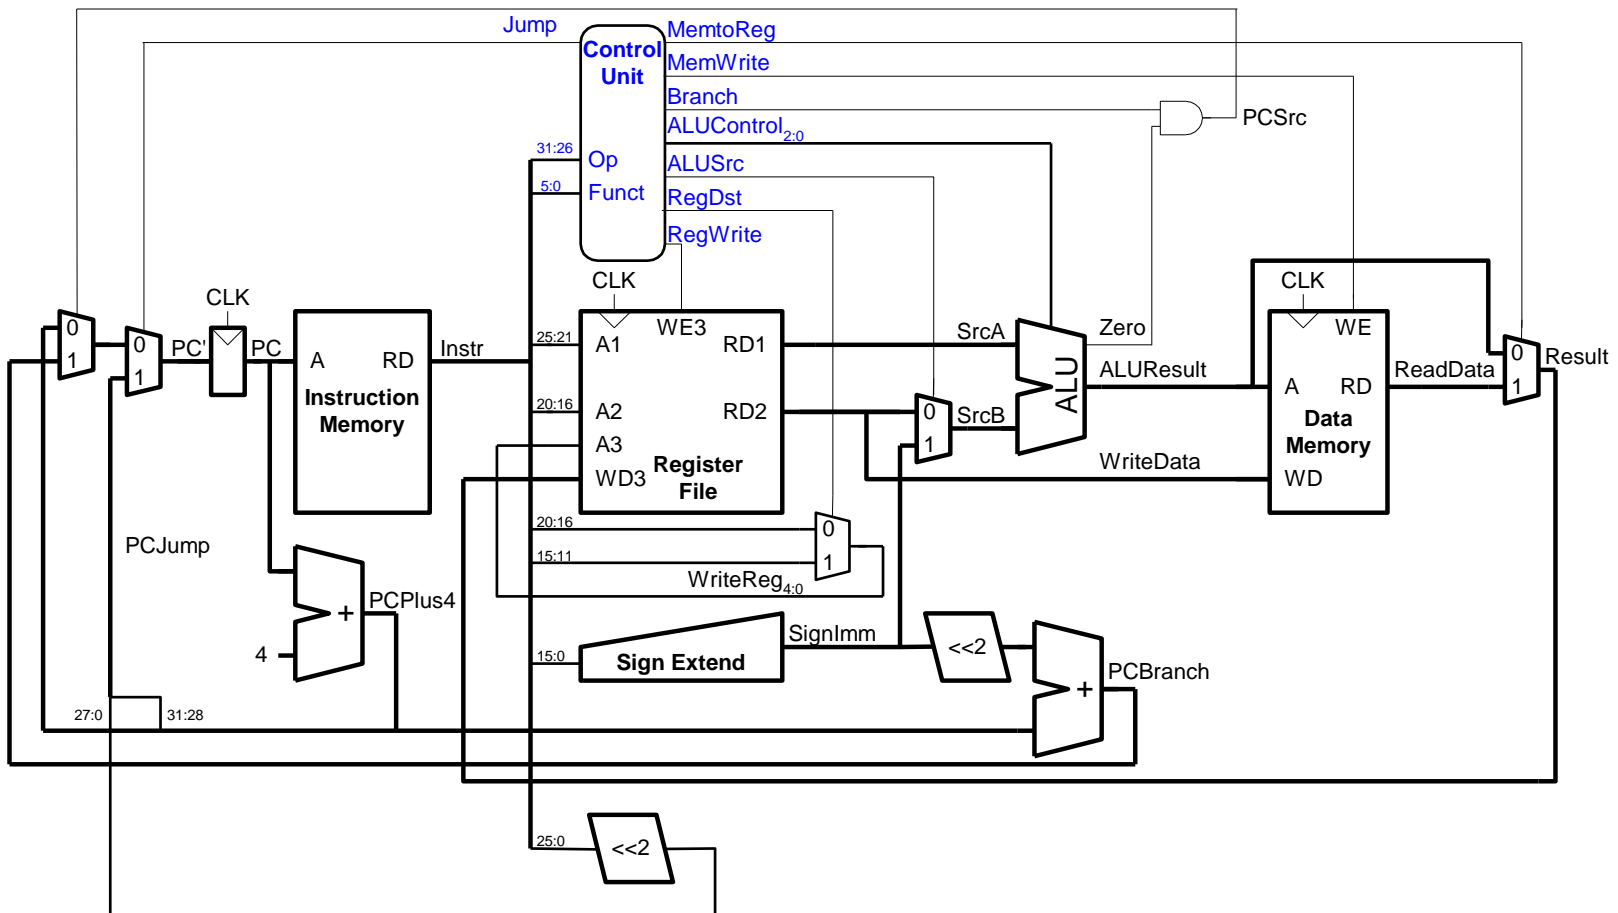 Jump
Control
Unit
MemtoReg
MemWrite
Branch
ALUControl2:0
ALUSrc
RegDst
RegWrite
PCSrc
31:26
Op
5:0
Funct
CLK
CLK
CLK
0
1
0
1
PC'
PC
A
RD
Instruction
Memory
Instr
25:21
A1
WE3
RD1
20:16
A2
RD2
A3
WD3
Register
File
SrcA
0
1
SrcB
ALU
Zero
ALUResult
WriteData
WE
A
RD
Data
Memory
WD
ReadData
0
1
Result
20:16
0
15:11
1
WriteReg4:0
PCJump
+
PCPlus4
4
15:0
Sign Extend
SignImm
<<2
+
PCBranch
27:0
31:28
25:0
<<2